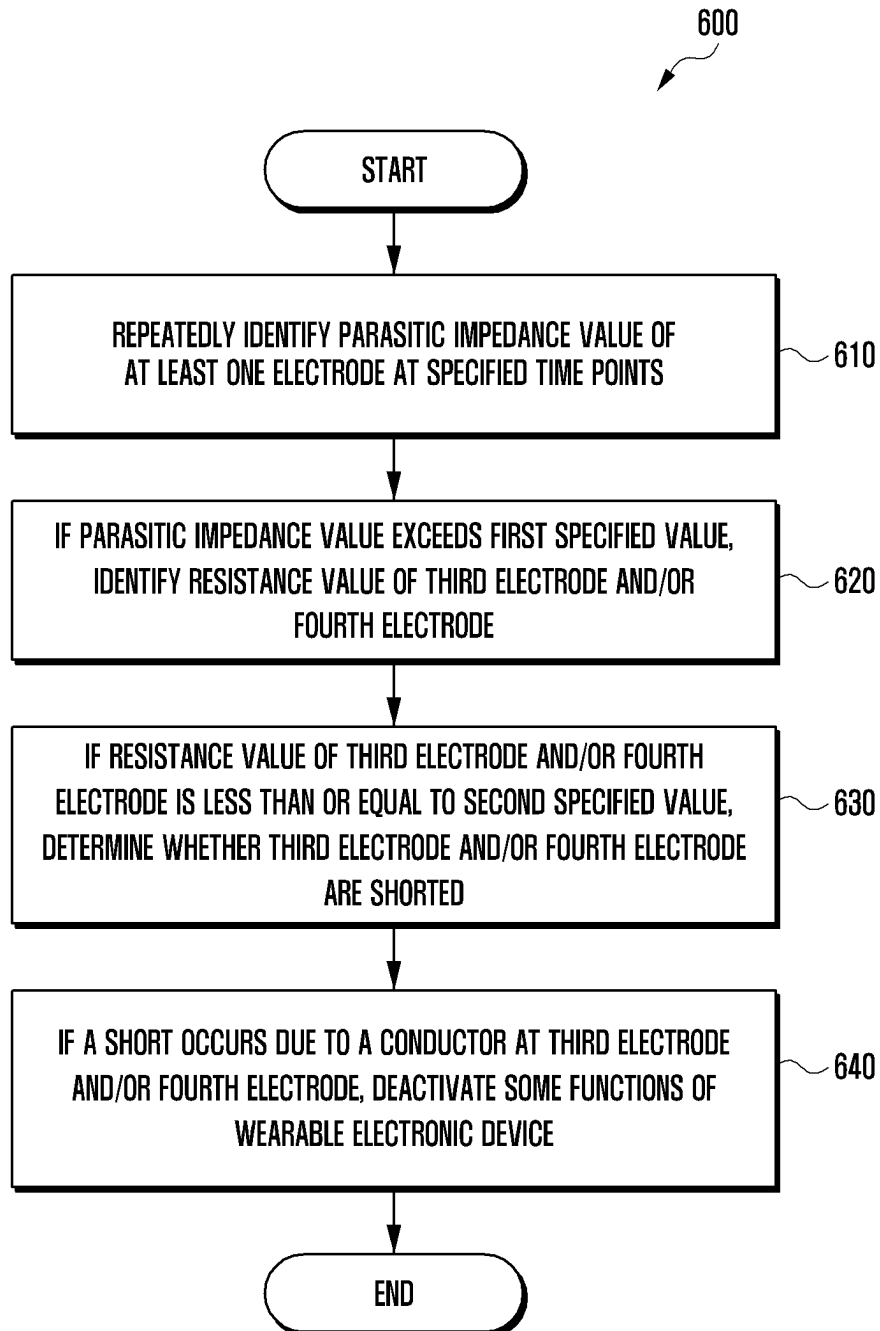 600
START
REPEATEDLY IDENTIFY PARASITIC IMPEDANCE VALUE OF
AT LEAST ONE ELECTRODE AT SPECIFIED TIME POINTS
610
IF PARASITIC IMPEDANCE VALUE EXCEEDS FIRST SPECIFIED VALUE,
IDENTIFY RESISTANCE VALUE OF THIRD ELECTRODE AND/OR
FOURTH ELECTRODE
620
IF RESISTANCE VALUE OF THIRD ELECTRODE AND/OR FOURTH
ELECTRODE IS LESS THAN OR EQUAL TO SECOND SPECIFIED VALUE,
DETERMINE WHETHER THIRD ELECTRODE AND/OR FOURTH ELECTRODE
ARE SHORTED
630
IF A SHORT OCCURS DUE TO A CONDUCTOR AT THIRD ELECTRODE
AND/OR FOURTH ELECTRODE, DEACTIVATE SOME FUNCTIONS OF
WEARABLE ELECTRONIC DEVICE
640
END